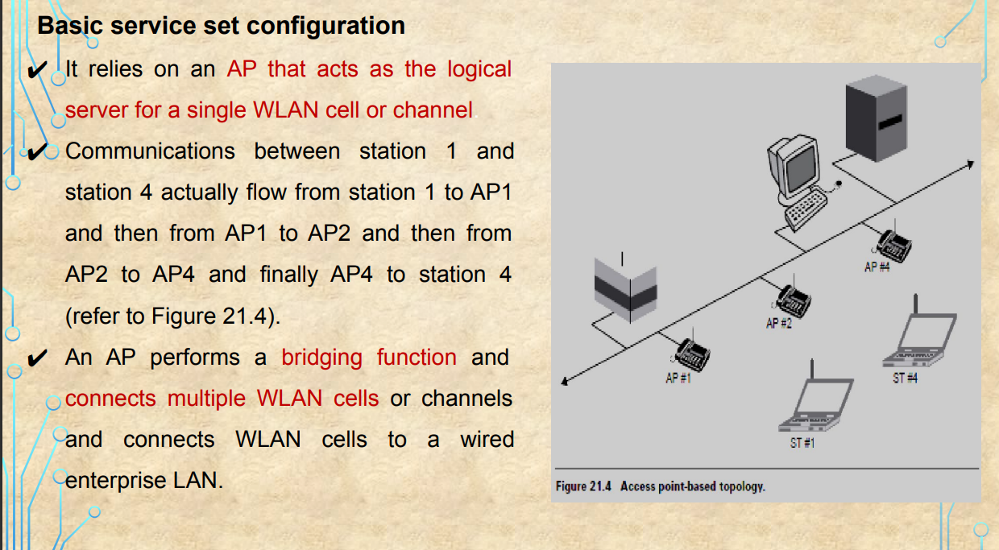 Basic service set configuration
✔ It relies on an AP that acts as the logical
server for a single WLAN cell or channel.
✔ Communications between station 1 and
station 4 actually flow from station 1 to AP1
and then from AP1 to AP2 and then from
AP2 to AP4 and finally AP4 to station 4
(refer to Figure 21.4).
✔ An AP performs a bridging function and
connects multiple WLAN cells or channels
and connects WLAN cells to a wired
enterprise LAN.
AP #4
AP #2
AP #1
ST #4
ST #1
Figure 21.4 Access point-based topology.